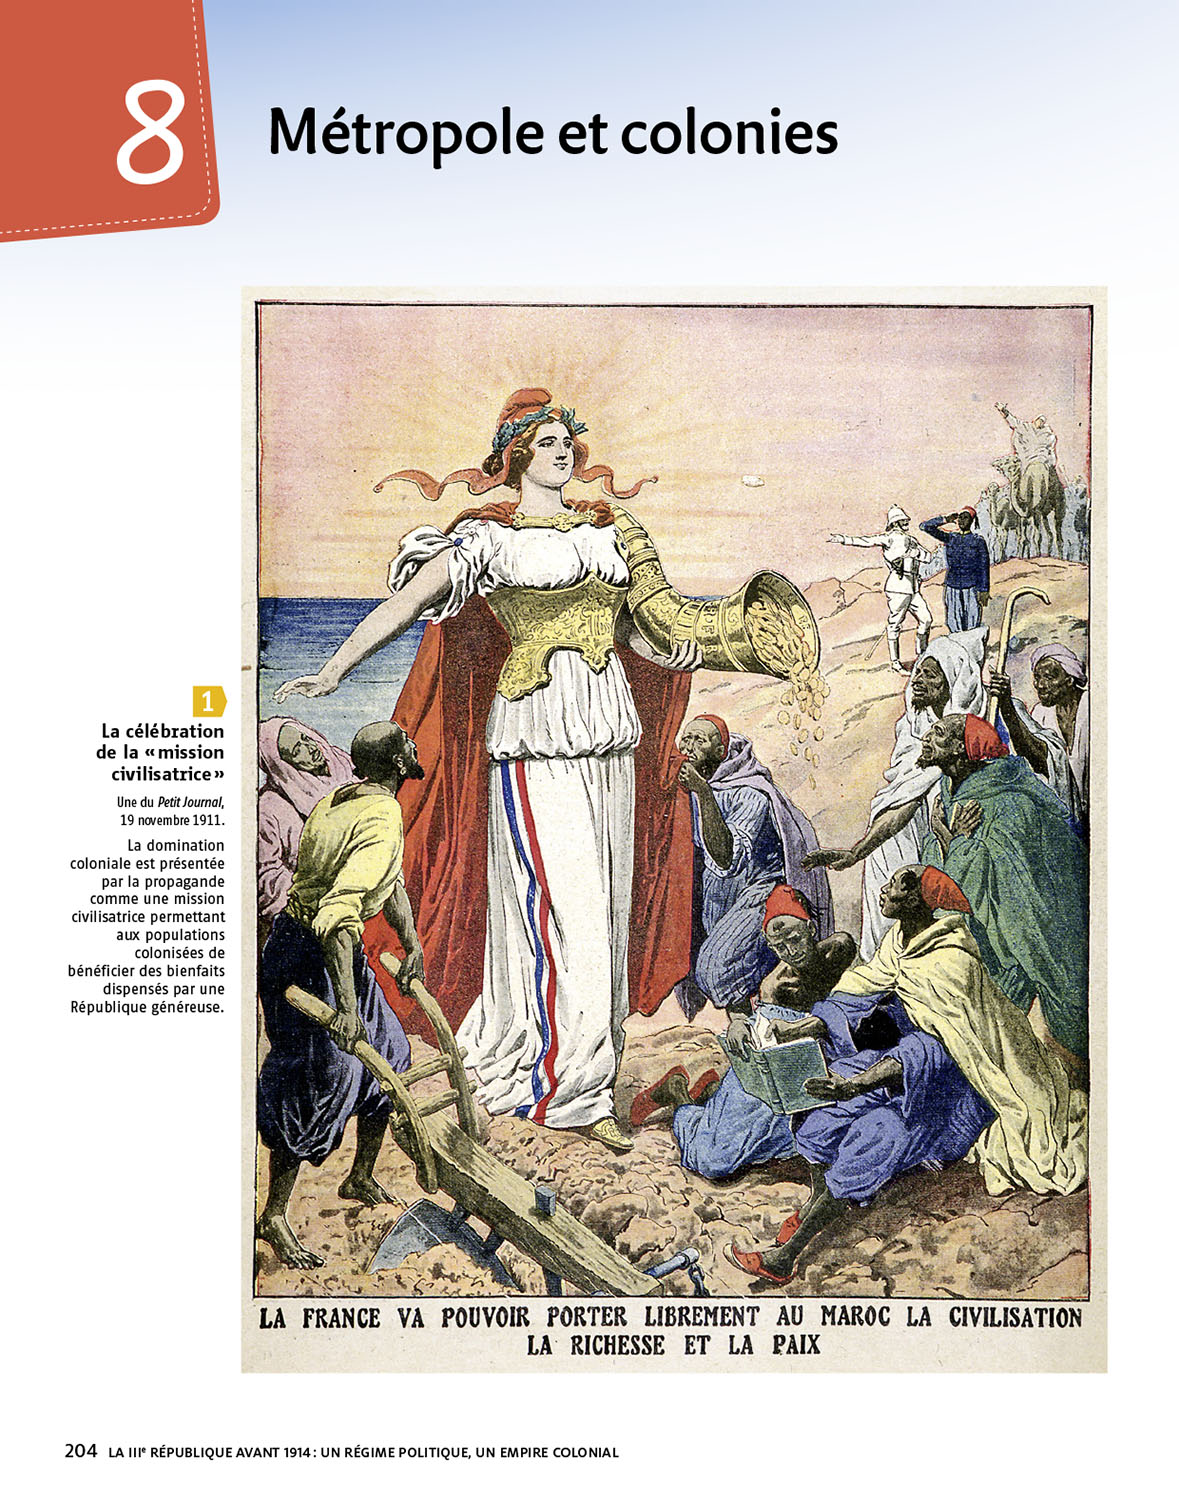 8
Métropole et colonies
1
La célébration
de la « mission
civilisatrice »
Une du Petit Journal,
19 novembre 1911.
La domination
coloniale est présentée
par la propagande
comme une mission
civilisatrice permettant
aux populations
colonisées de
bénéficier des bienfaits
dispensés par une
République généreuse.
LA FRANCE VA POUVOIR PORTER LIBREMENT AU MAROC LA CIVILISATION
LA RICHESSE ET LA PAIX
204 LA IIIe RÉPUBLIQUE AVANT 1914 : UN RÉGIME POLITIQUE, UN EMPIRE COLONIAL